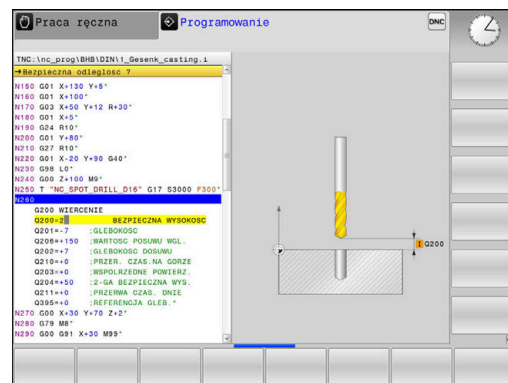 Praca ręczna
Programowanie
DNC
TNC:\nc_prog\BHB\DIN\1_Gesenk_casting.i
→Bezpieczna odleglosc ?
N150 G01 X+130 Y+5*
N160 G01 X+100*
N170 G03 X+50 Y+12 R+30*
N180 G01 X+5*
N190 G24 R10*
N200 G01 Y+80*
N210 G27 R10*
N220 G01 X-20 Y+90 G40*
N230 G98 L0*
N240 G00 Z+100 M9*
N250 T "NC_SPOT_DRILL_D16" G17 S3000 F300*
N260
G200 WIERCENIE
Q200=2 BEZPIECZNA WYSOKOSC
Q201=-7 ;GLEBOKOSC
Q206=+150 ;WARTOSC POSUWU WGL.
Q202=+7 ;GLEBOKOSC DOSUWU
Q210=+0 ;PRZER. CZAS.NA GORZE
Q203=+0 ;WSPOLRZEDNE POWIERZ.
Q204=+50 ;2-GA BEZPIECZNA WYS.
Q211=+0 ;PRZERWA CZAS. DNIE
Q395=+0 ;REFERENCJA GLEB.*
N270 G00 X+30 Y+70 Z+2*
N280 G79 M8*
N290 G00 G91 X+30 M99*
I Q200